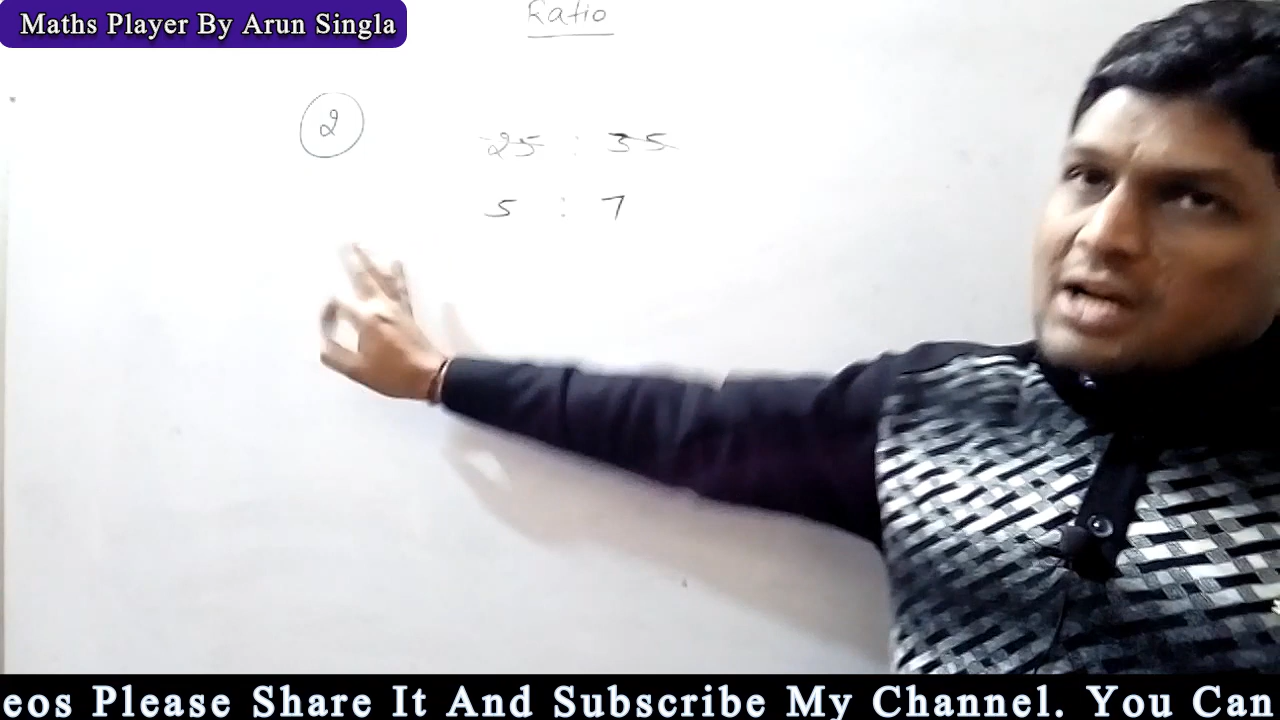 Maths Player By Arun Singla
Ratio
2
25 : 35
5 : 7
eos Please Share It And Subscribe My Channel. You Can